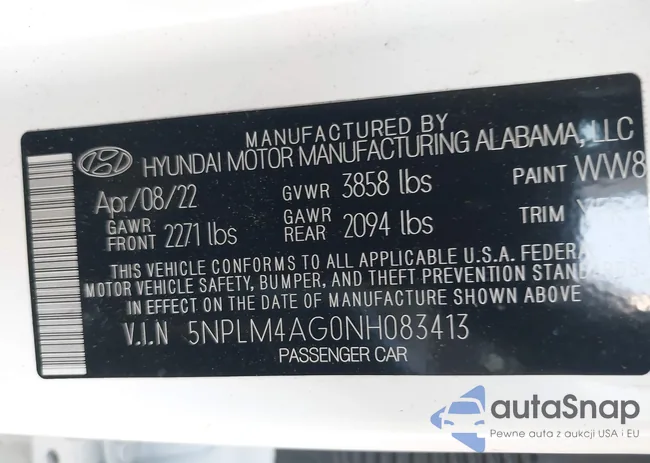 MANUFACTURED BY
HYUNDAI MOTOR MANUFACTURING ALABAMA, LLC
Apr/08/22 GVWR 3858 lbs PAINT WW8
GAWR FRONT 2271 lbs GAWR REAR 2094 lbs TRIM
THIS VEHICLE CONFORMS TO ALL APPLICABLE U.S.A. FEDERA
MOTOR VEHICLE SAFETY, BUMPER, AND THEFT PREVENTION STANDA
IN EFFECT ON THE DATE OF MANUFACTURE SHOWN ABOVE
V.I.N 5NPLM4AG0NH083413
PASSENGER CAR
autoSnap
Pewne auta z aukcji USA i EU